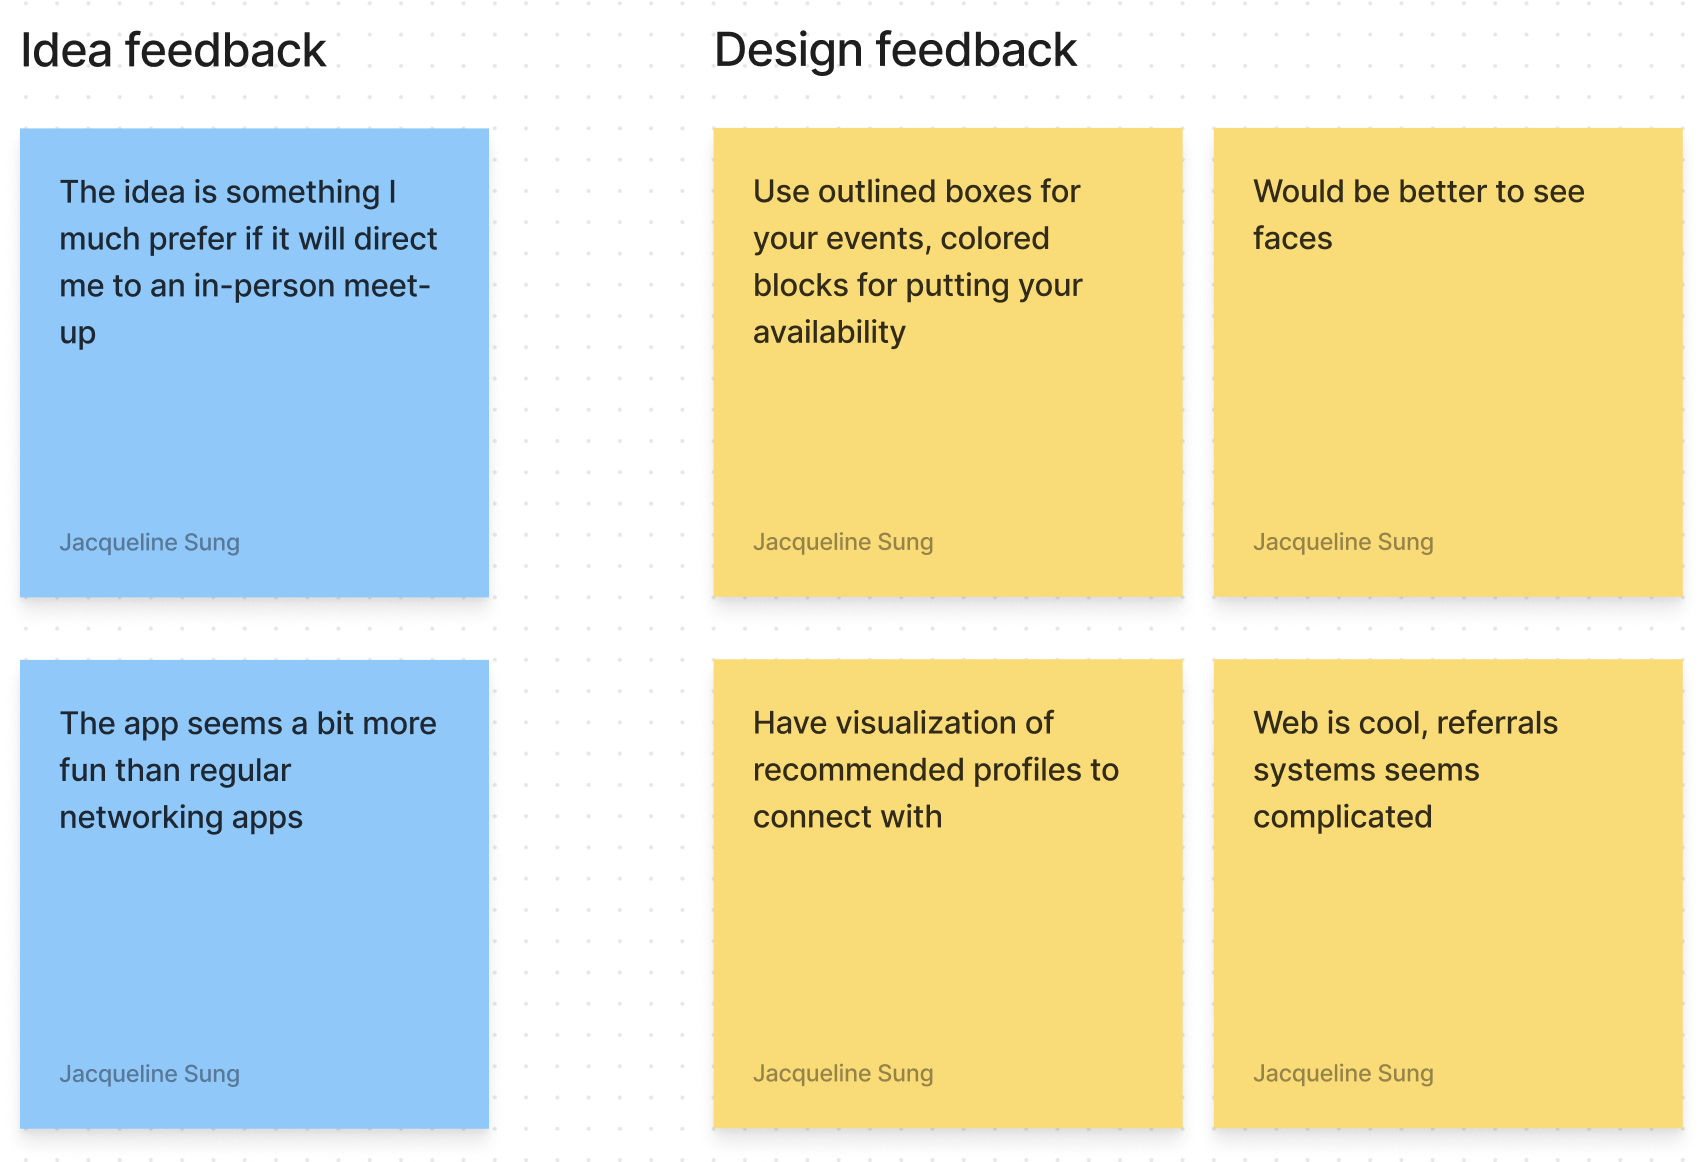 Idea feedback
The idea is something I
much prefer if it will direct
me to an in-person meet-
up
Jacqueline Sung
The app seems a bit more
fun than regular
networking apps
Jacqueline Sung
Design feedback
Use outlined boxes for
your events, colored
blocks for putting your
availability
Jacqueline Sung
Would be better to see
faces
Jacqueline Sung
Have visualization of
recommended profiles to
connect with
Jacqueline Sung
Web is cool, referrals
systems seems
complicated
Jacqueline Sung